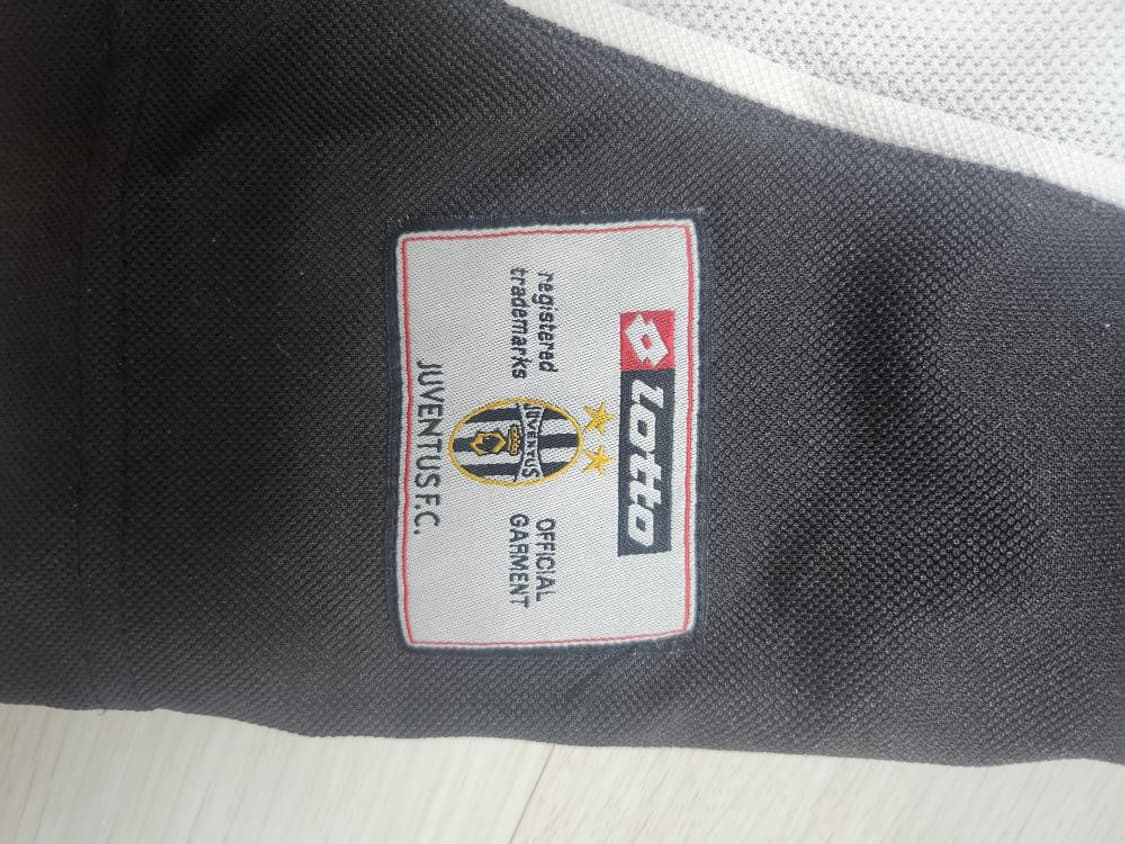 Lotto
registered
trademarks
JUVENTUS
OFFICIAL
GARMENT
JUVENTUS F.C.